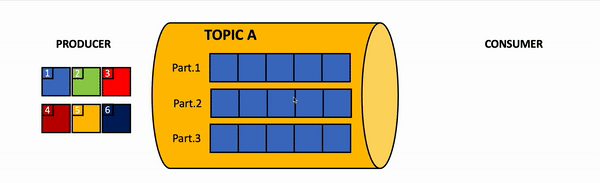 TOPIC A
PRODUCER
CONSUMER
Part.1
1 2 3
Part.2
4 5 6
Part.3